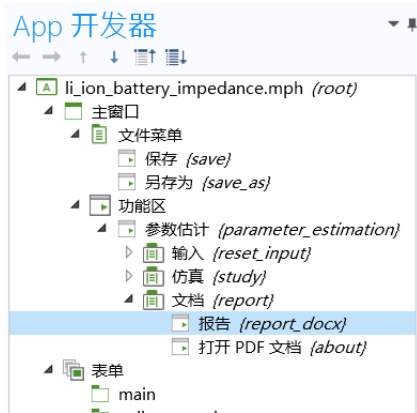 App 开发器
li_ion_battery_impedance.mph (root)
主窗口
文件菜单
保存 {save}
另存为 {save_as}
功能区
参数估计 {parameter_estimation}
输入 {reset_input}
仿真 {study}
文档 {report}
报告 {report_docx}
打开 PDF 文档 {about}
表单
main